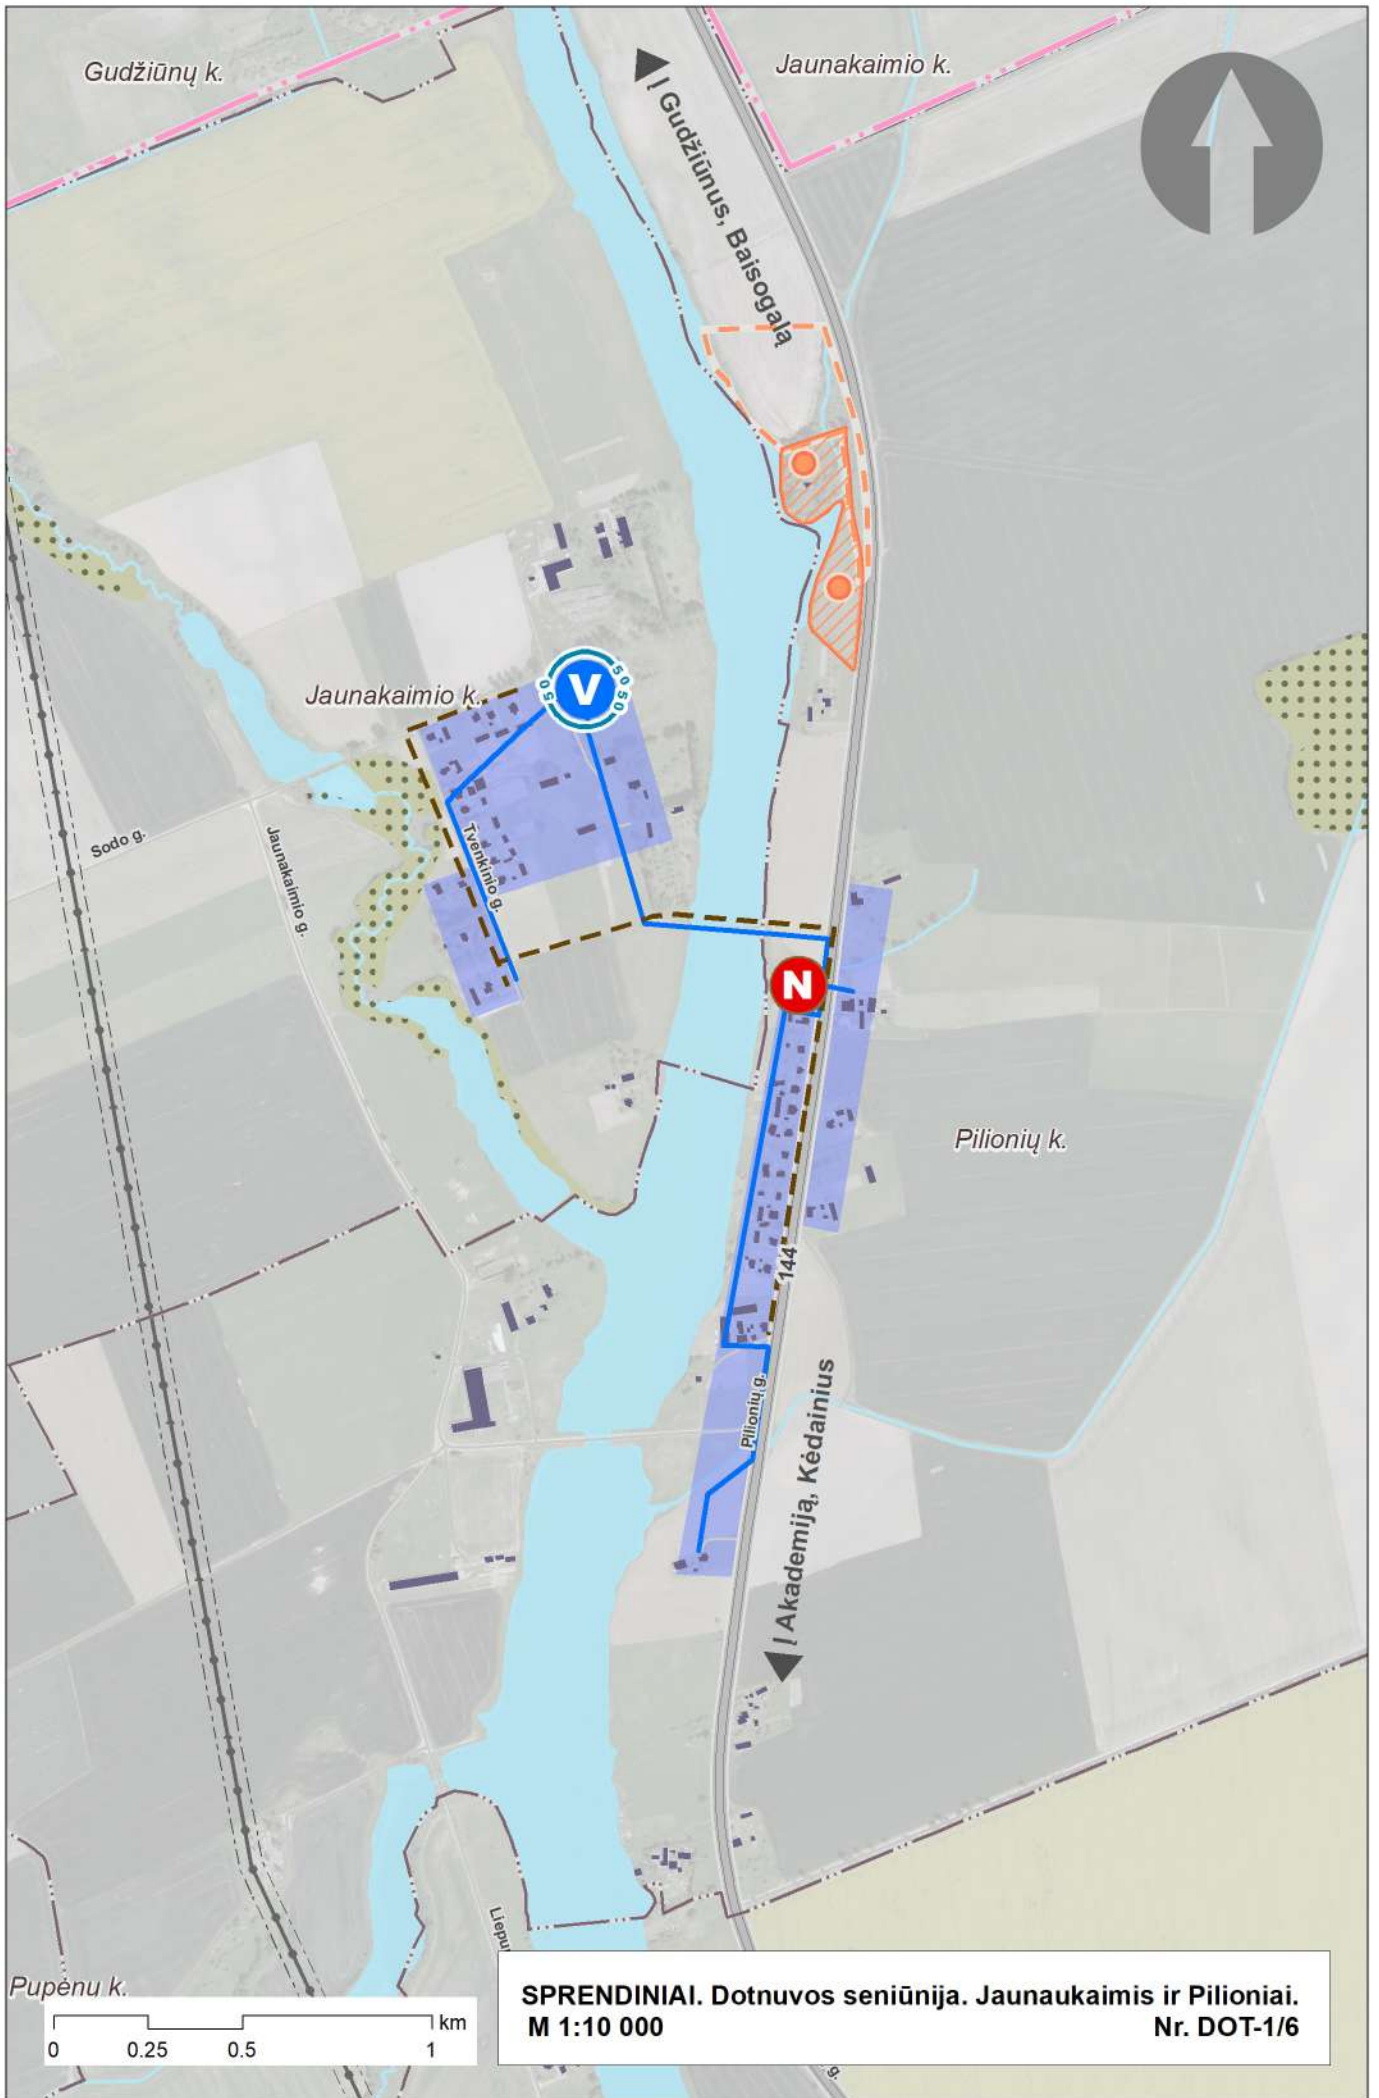 Gudžiūnų k.
Jaunakaimio k.
Į Gudžiūnus, Baisogalą
Jaunakaimio k.
V
50
50
50
Sodo g.
Jaunakaimio g.
Tvenkinio g.
N
Pilionių k.
144
Pilionių g.
Į Akademiją, Kėdainius
Pupėnų k.
km
0 0.25 0.5 1
SPRENDINIAI. Dotnuvos seniūnija. Jaunaukaimis ir Pilioniai.
M 1:10 000 Nr. DOT-1/6
g.